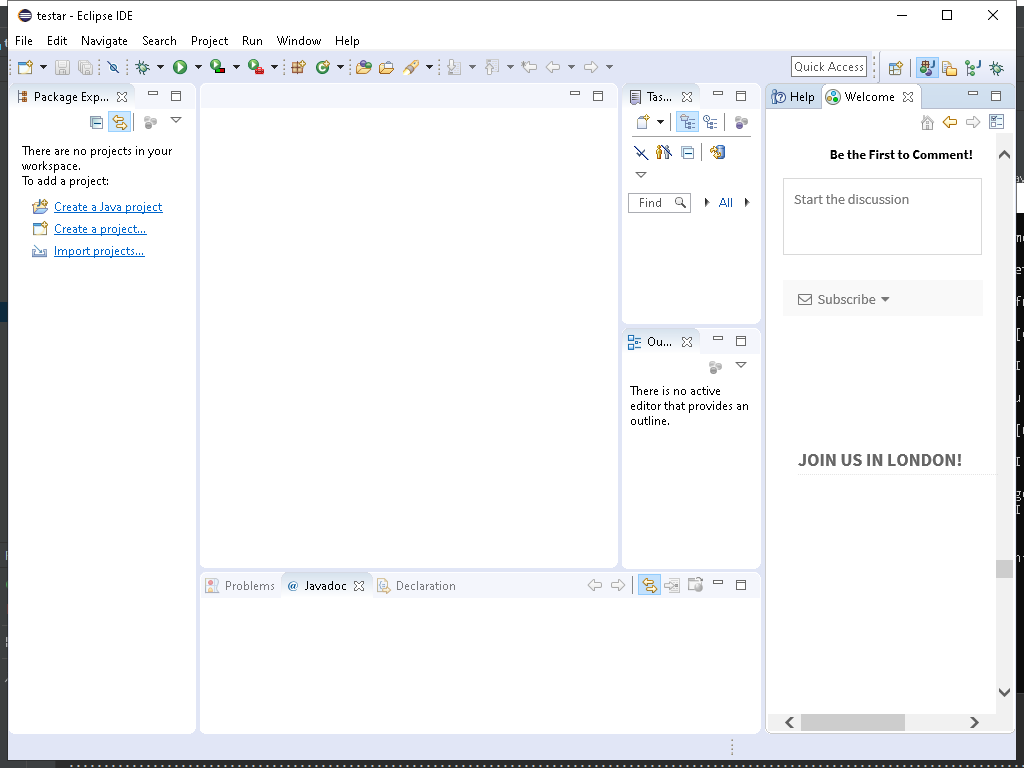 testar - Eclipse IDE
File Edit Navigate Search Project Run Window Help
Quick Access
Package Exp...
There are no projects in your
workspace.
To add a project:
Create a Java project
Create a project...
Import projects...
Tas...
Find
All
Ou...
There is no active
editor that provides an
outline.
Problems
@ Javadoc
Declaration
Help
Welcome
Be the First to Comment!
Start the discussion
Subscribe
JOIN US IN LONDON!